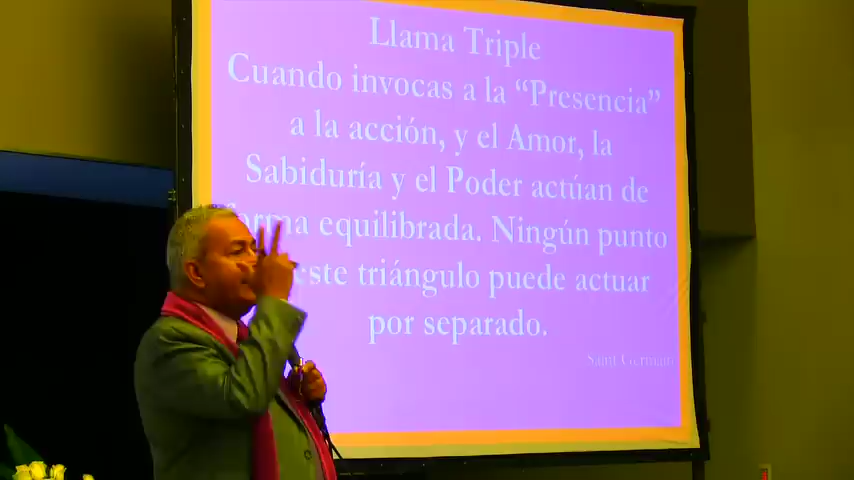 Llama Triple
Cuando invocas a la “Presencia”
a la acción, y el Amor, la
Sabiduría y el Poder actúan de
forma equilibrada. Ningún punto
este triángulo puede actuar
por separado.
Saint Germain